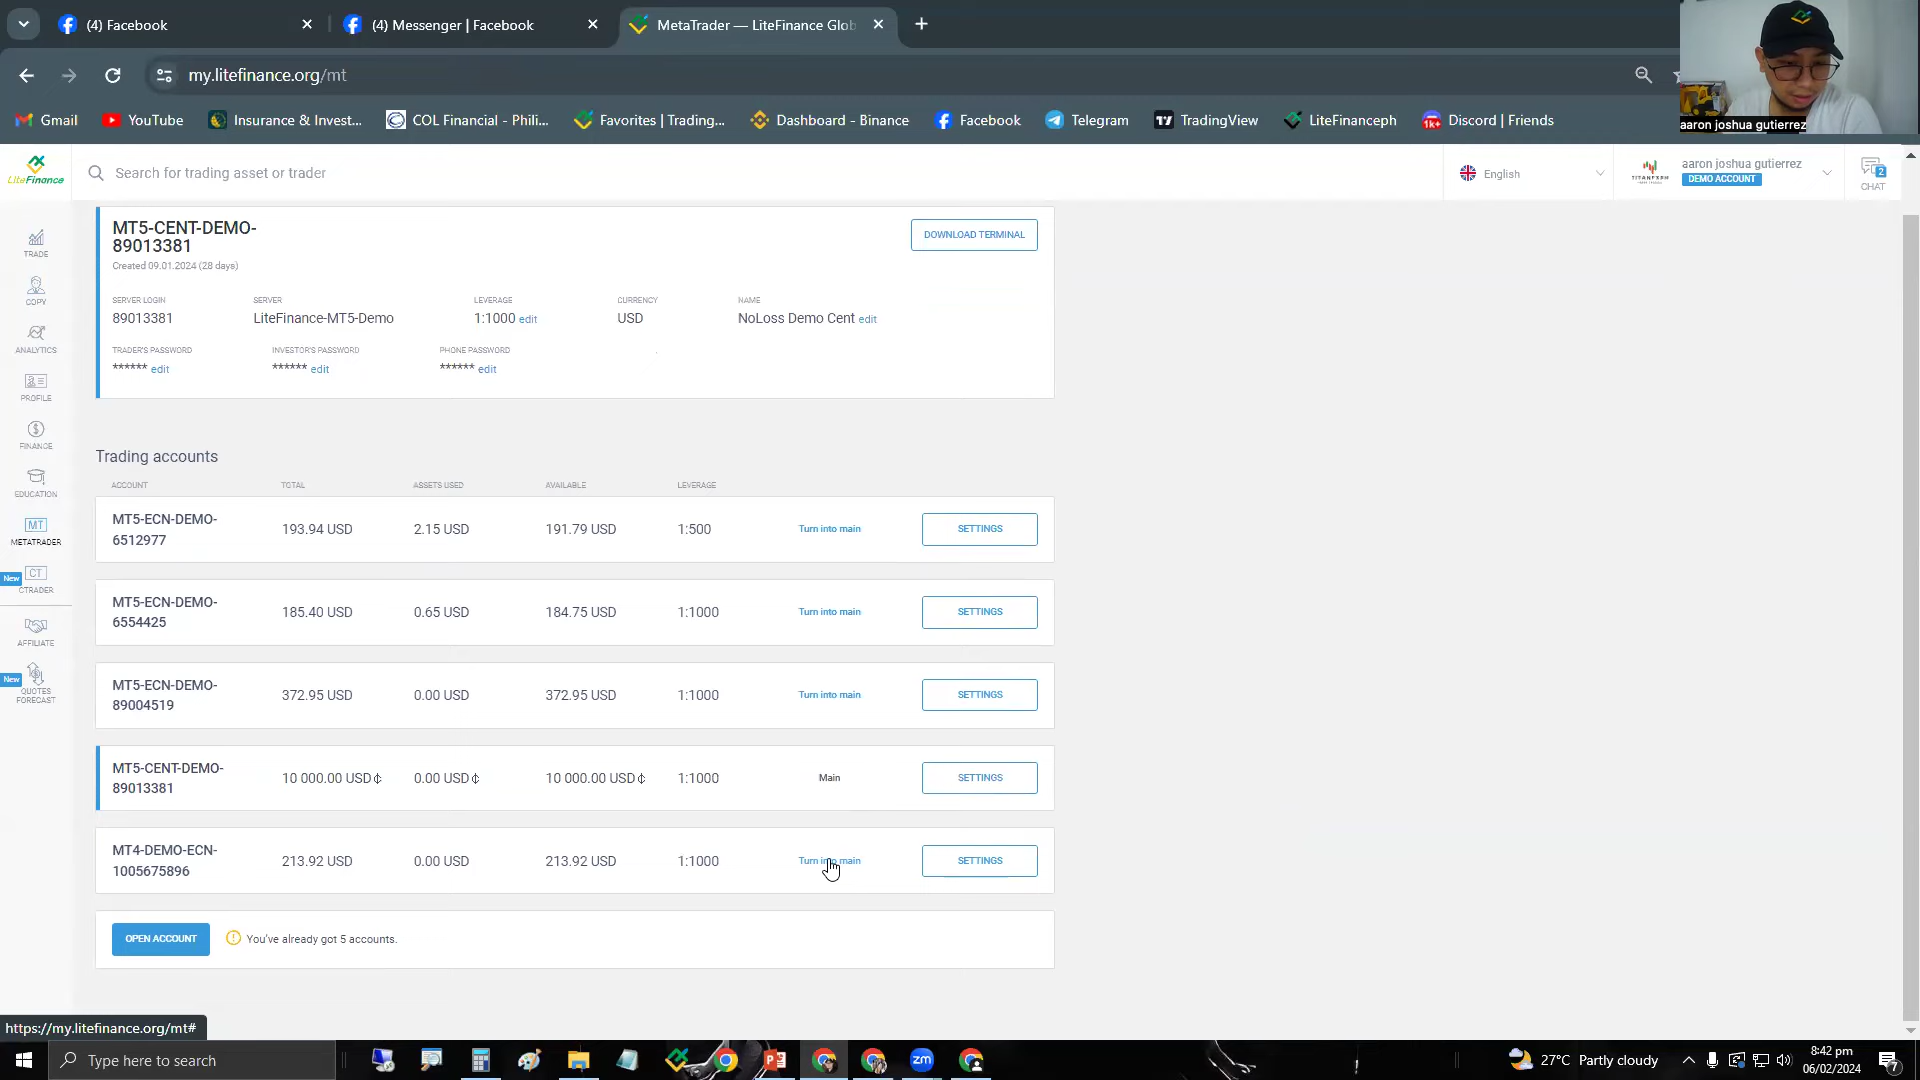 (4) Facebook
(4) Messenger | Facebook
MetaTrader — LiteFinance Glob
my.litefinance.org/mt
Gmail
YouTube
Insurance & Invest...
COL Financial - Phili...
Favorites | Trading...
Dashboard - Binance
Facebook
Telegram
TradingView
LiteFinanceph
Discord | Friends
aaron joshua gutierrez
LiteFinance
Search for trading asset or trader
English
aaron joshua gutierrez
DEMO ACCOUNT
2
CHAT
TRADE
COPY
ANALYTICS
PROFILE
FINANCE
EDUCATION
MT
METATRADER
New
CT
CTRADER
AFFILIATE
New
QUOTES
FORECAST
MT5-CENT-DEMO-
89013381
Created 09.01.2024 (28 days)
DOWNLOAD TERMINAL
SERVER LOGIN SERVER LEVERAGE CURRENCY NAME
89013381 LiteFinance-MT5-Demo 1:1000 edit USD NoLoss Demo Cent edit
TRADER'S PASSWORD INVESTOR'S PASSWORD PHONE PASSWORD
****** edit ****** edit ****** edit
Trading accounts
ACCOUNT TOTAL ASSETS USED AVAILABLE LEVERAGE
MT5-ECN-DEMO-
6512977
193.94 USD 2.15 USD 191.79 USD 1:500 Turn into main SETTINGS
MT5-ECN-DEMO-
6554425
185.40 USD 0.65 USD 184.75 USD 1:1000 Turn into main SETTINGS
MT5-ECN-DEMO-
89004519
372.95 USD 0.00 USD 372.95 USD 1:1000 Turn into main SETTINGS
MT5-CENT-DEMO-
89013381
10 000.00 USD¢ 0.00 USD¢ 10 000.00 USD¢ 1:1000 Main SETTINGS
MT4-DEMO-ECN-
1005675896
213.92 USD 0.00 USD 213.92 USD 1:1000 Turn into main SETTINGS
OPEN ACCOUNT You've already got 5 accounts.
https://my.litefinance.org/mt#
Type here to search
zm
27°C Partly cloudy
8:42 pm
06/02/2024
7